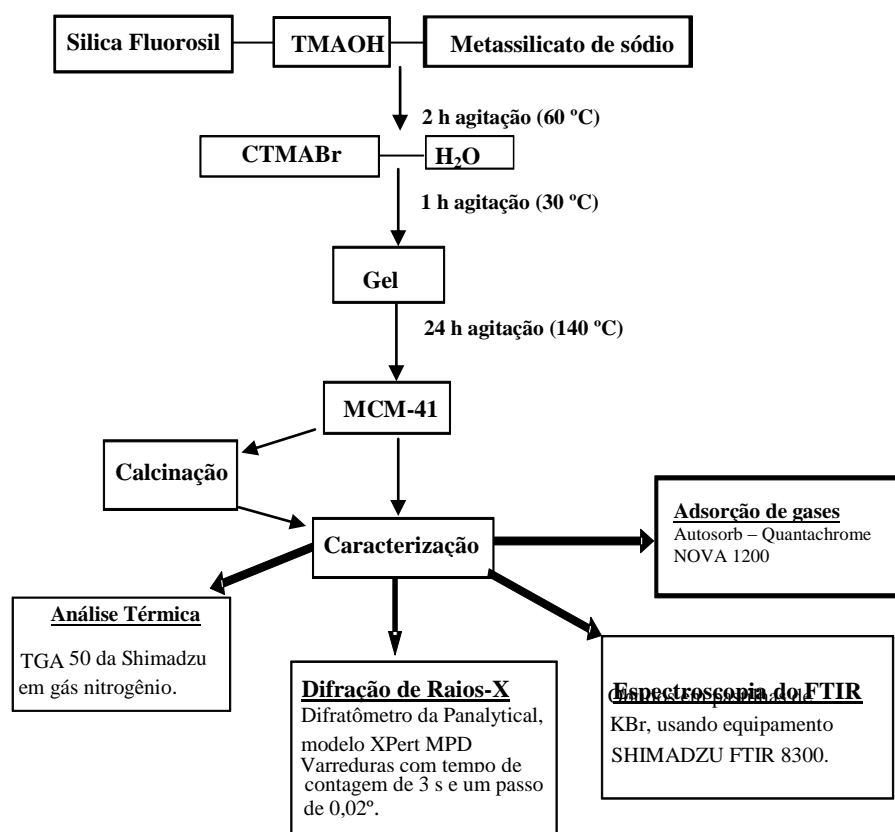 Silica Fluorosil
TMAOH
Metassilicato de sódio
2 h agitação (60 ºC)
CTMABr
H₂O
1 h agitação (30 ºC)
Gel
24 h agitação (140 ºC)
MCM-41
Calcinação
Caracterização
Adsorção de gases
Autosorb – Quantachrome
NOVA 1200
Análise Térmica
TGA 50 da Shimadzu
em gás nitrogênio.
Difração de Raios-X
Difratômetro da Panalytical,
modelo XPert MPD
Varreduras com tempo de
contagem de 3 s e um passo
de 0,02º.
Espectroscopia do FTIR
em pastilhas de
KBr, usando equipamento
SHIMADZU FTIR 8300.